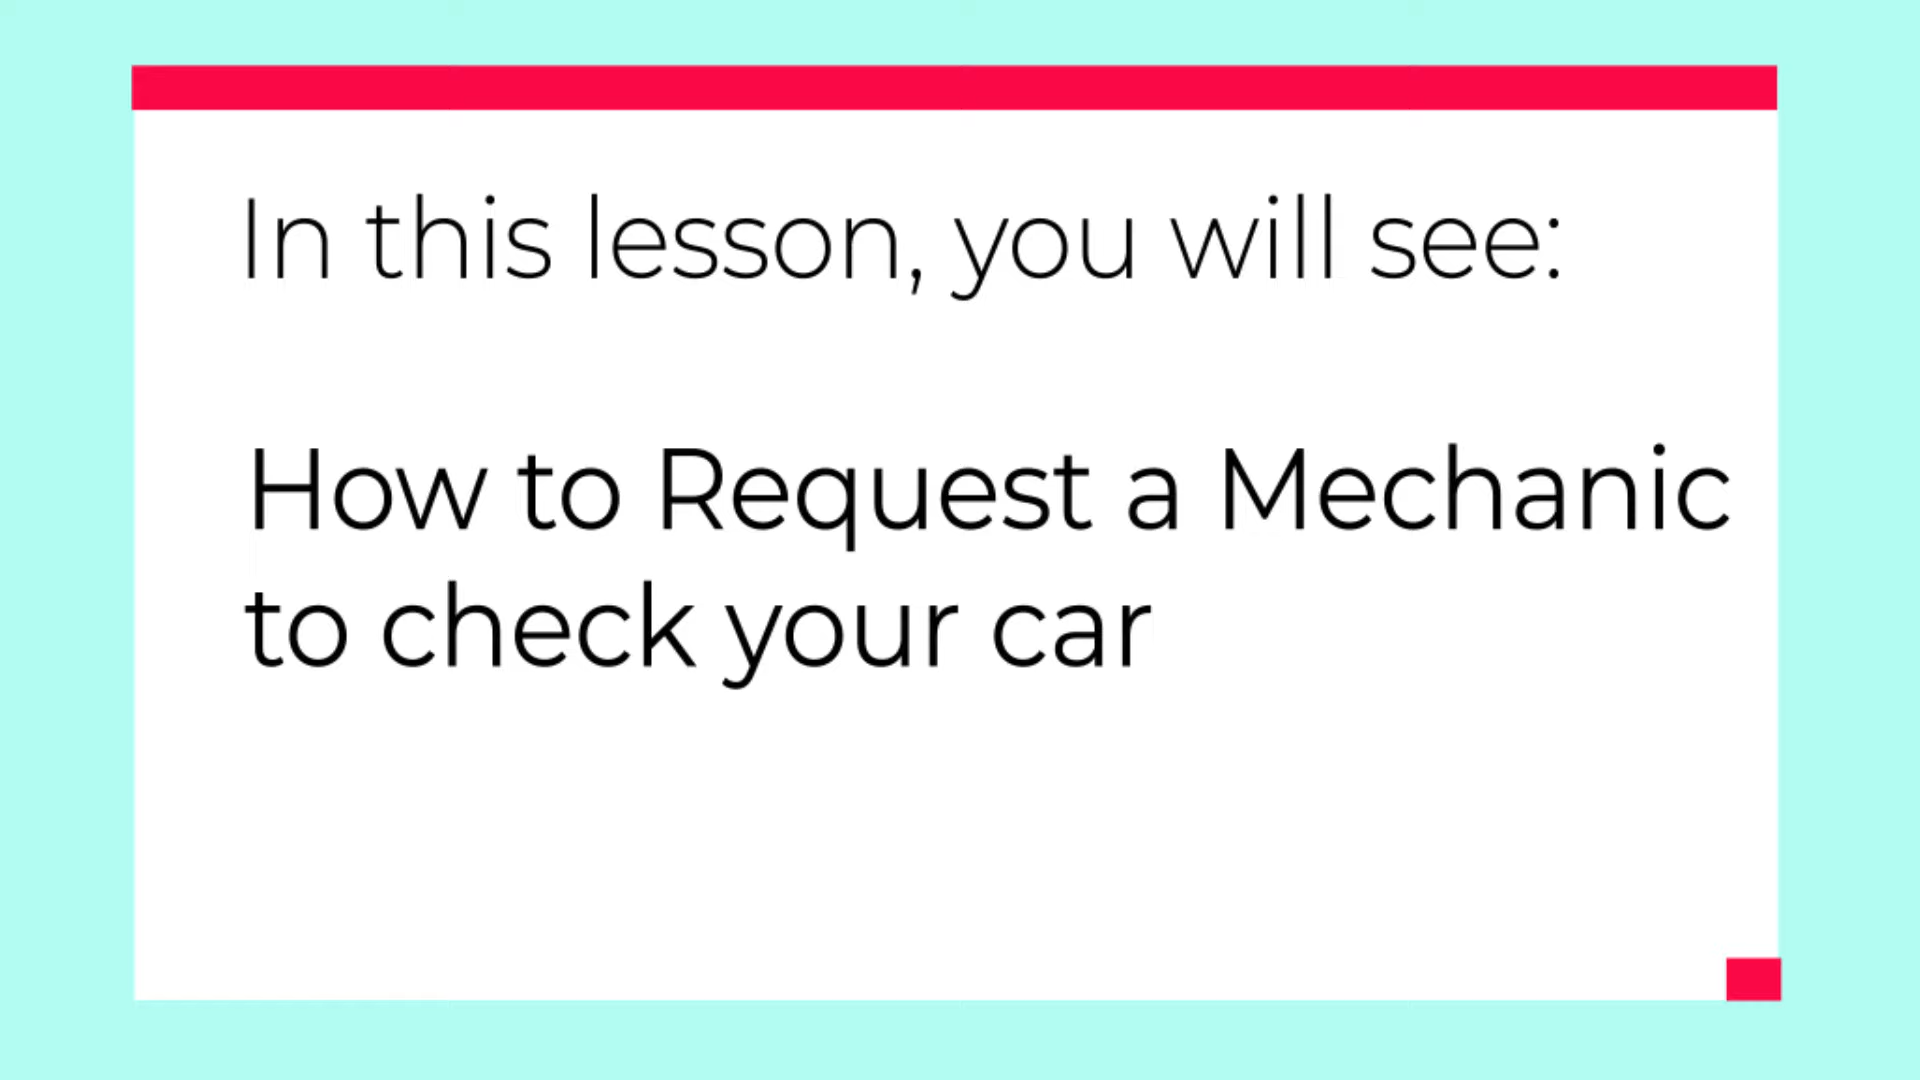 In this lesson, you will see:
How to Request a Mechanic
to check your car